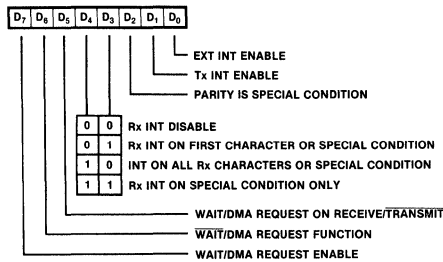 D7 D6 D5 D4 D3 D2 D1 D0
EXT INT ENABLE
Tx INT ENABLE
PARITY IS SPECIAL CONDITION
0 0 Rx INT DISABLE
0 1 Rx INT ON FIRST CHARACTER OR SPECIAL CONDITION
1 0 INT ON ALL Rx CHARACTERS OR SPECIAL CONDITION
1 1 Rx INT ON SPECIAL CONDITION ONLY
WAIT/DMA REQUEST ON RECEIVE/TRANSMIT
WAIT/DMA REQUEST FUNCTION
WAIT/DMA REQUEST ENABLE